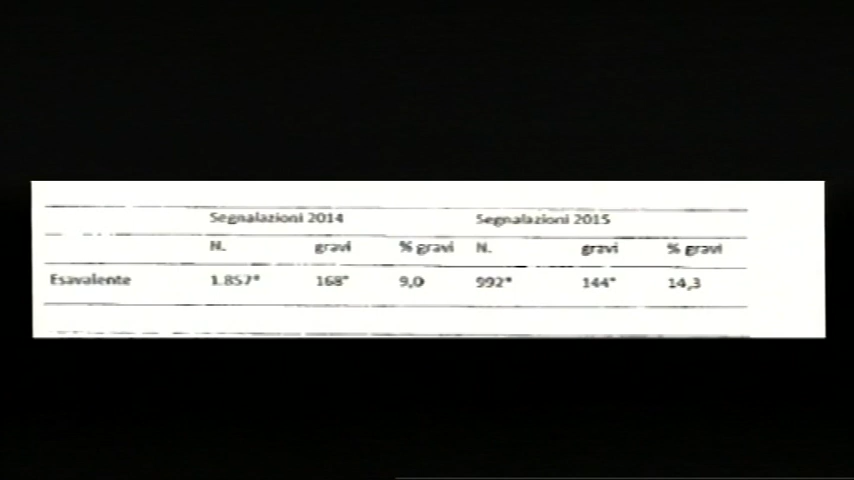 Segnalazioni 2014 Segnalazioni 2015
N. gravi % gravi N. gravi % gravi
Esavalente 1.857* 168* 9,0 992* 144* 14,3